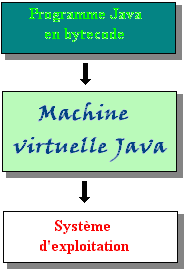 Programme Java
en bytecode
Machine
virtuelle Java
Système
d'exploitation